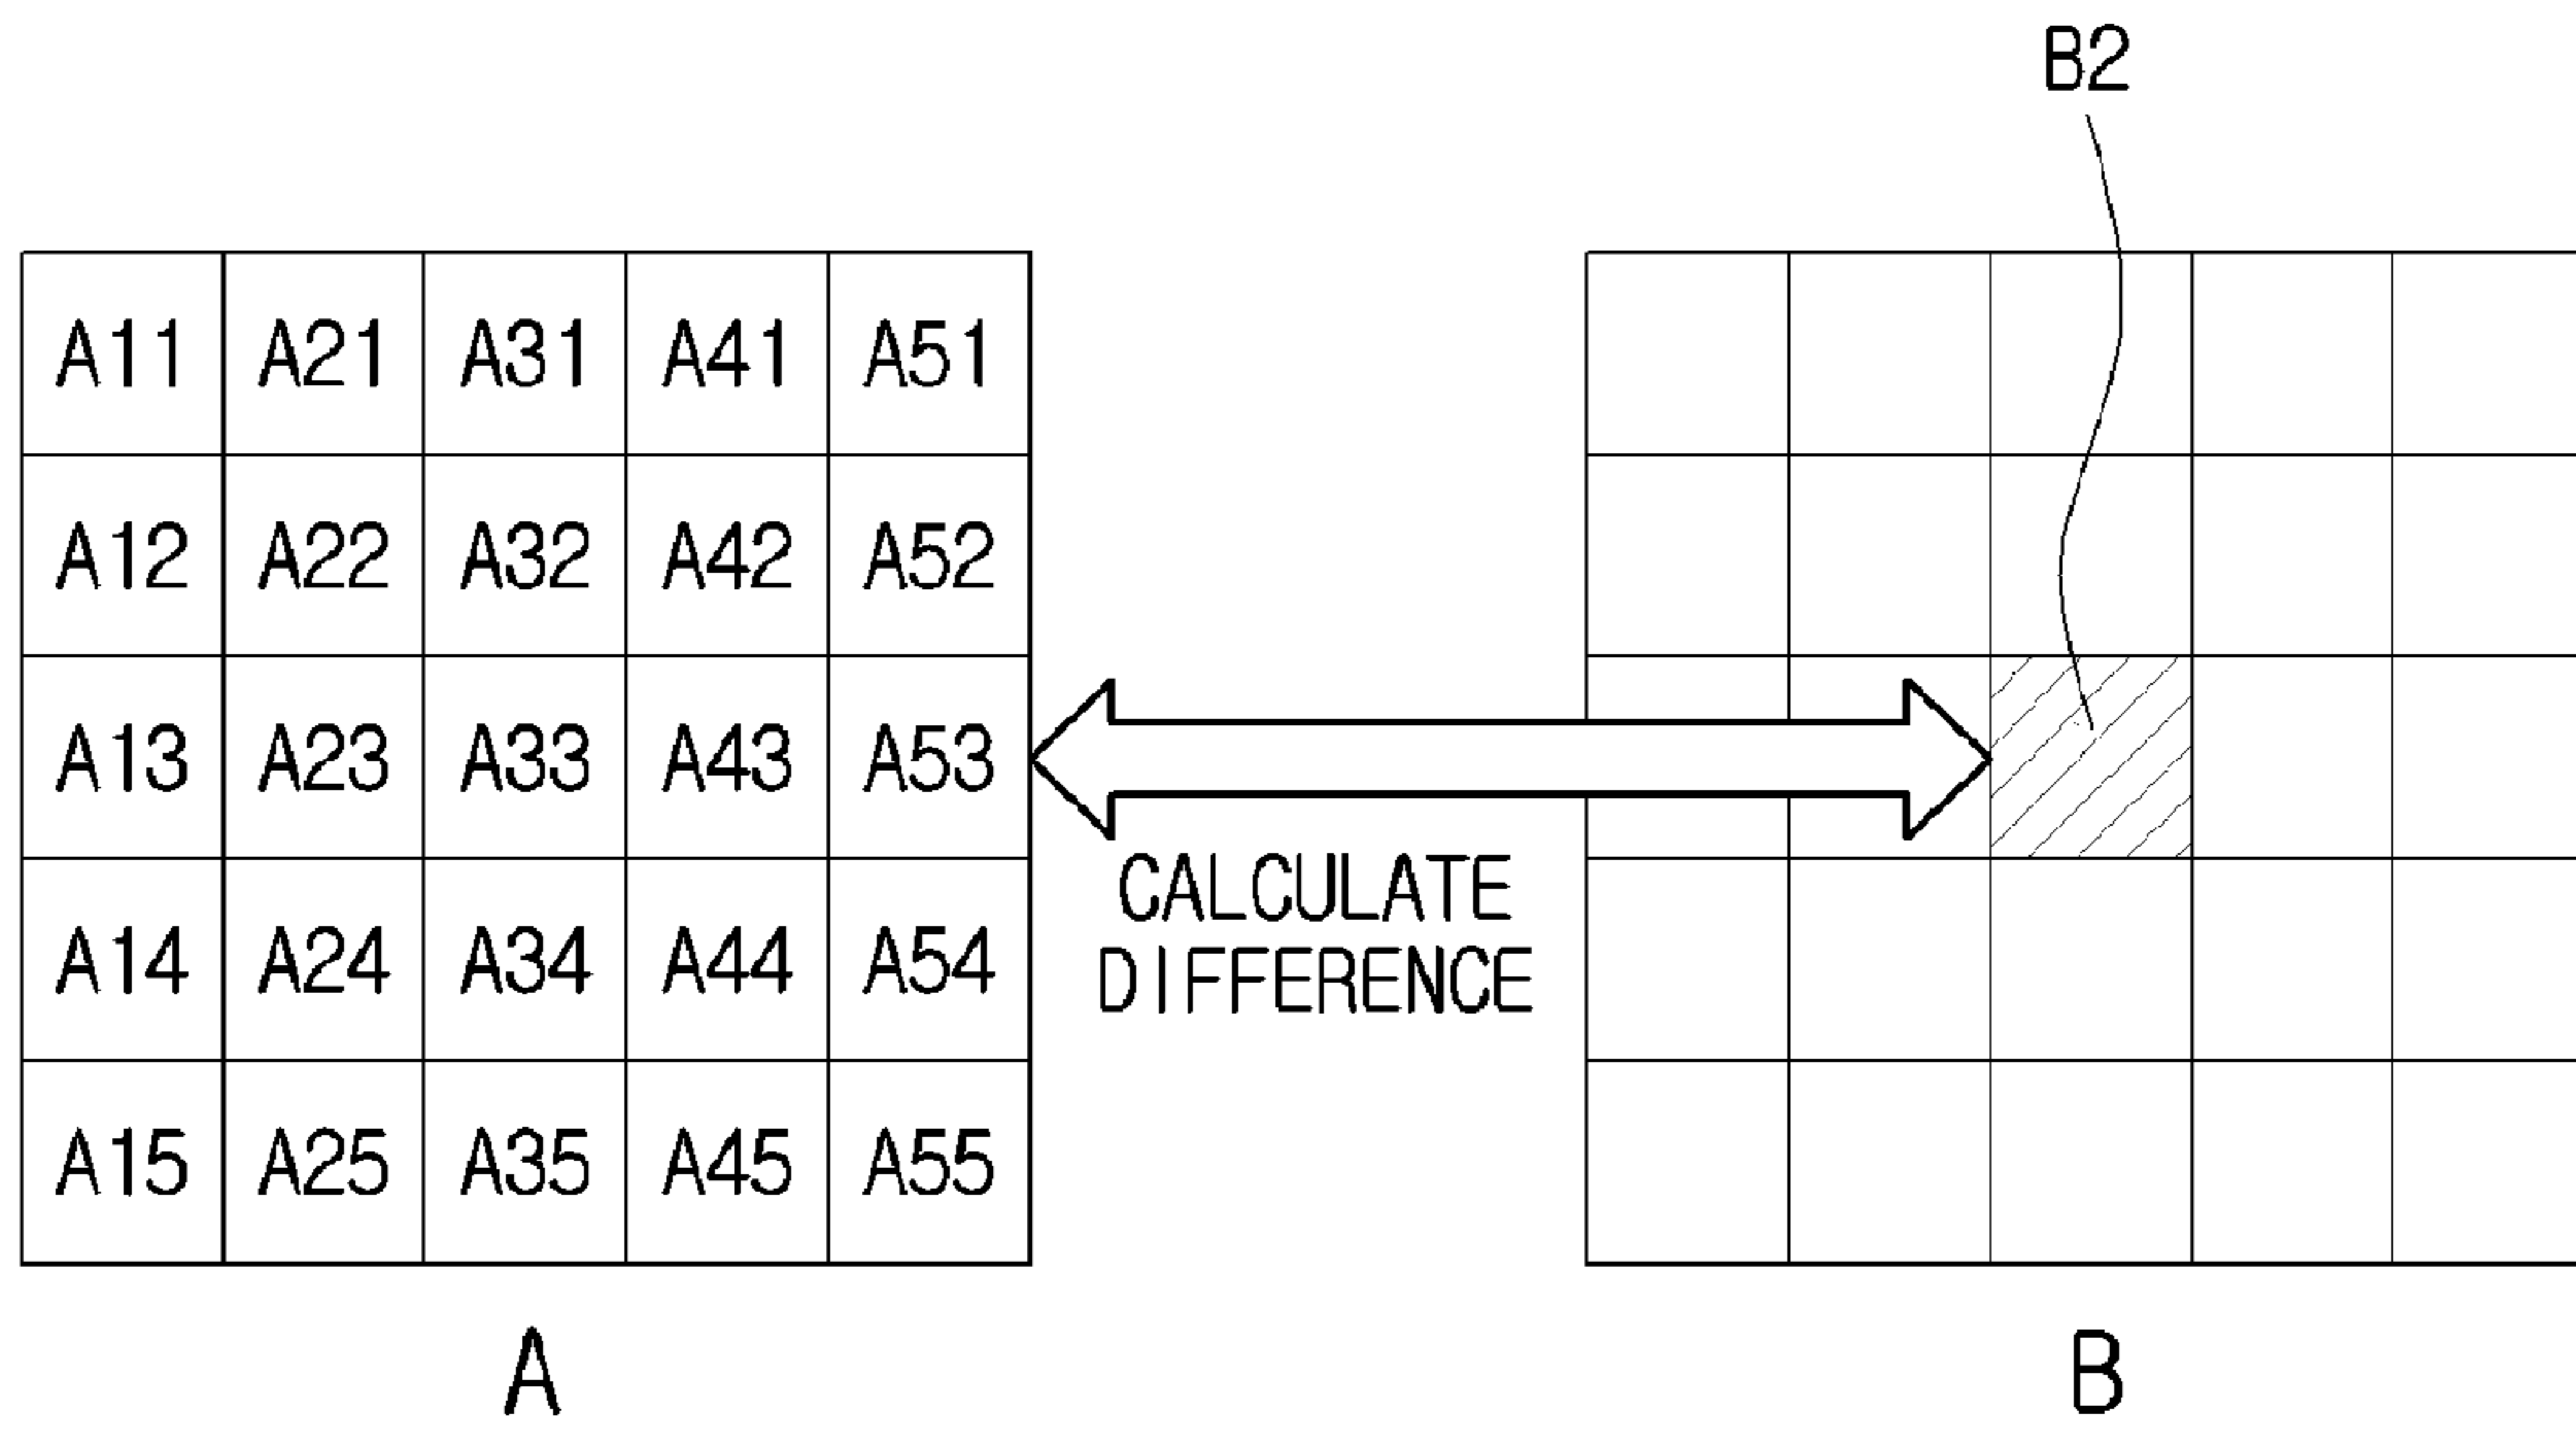 B2
A11 A21 A31 A41 A51
A12 A22 A32 A42 A52
A13 A23 A33 A43 A53
A14 A24 A34 A44 A54
A15 A25 A35 A45 A55
CALCULATE
DIFFERENCE
A
B